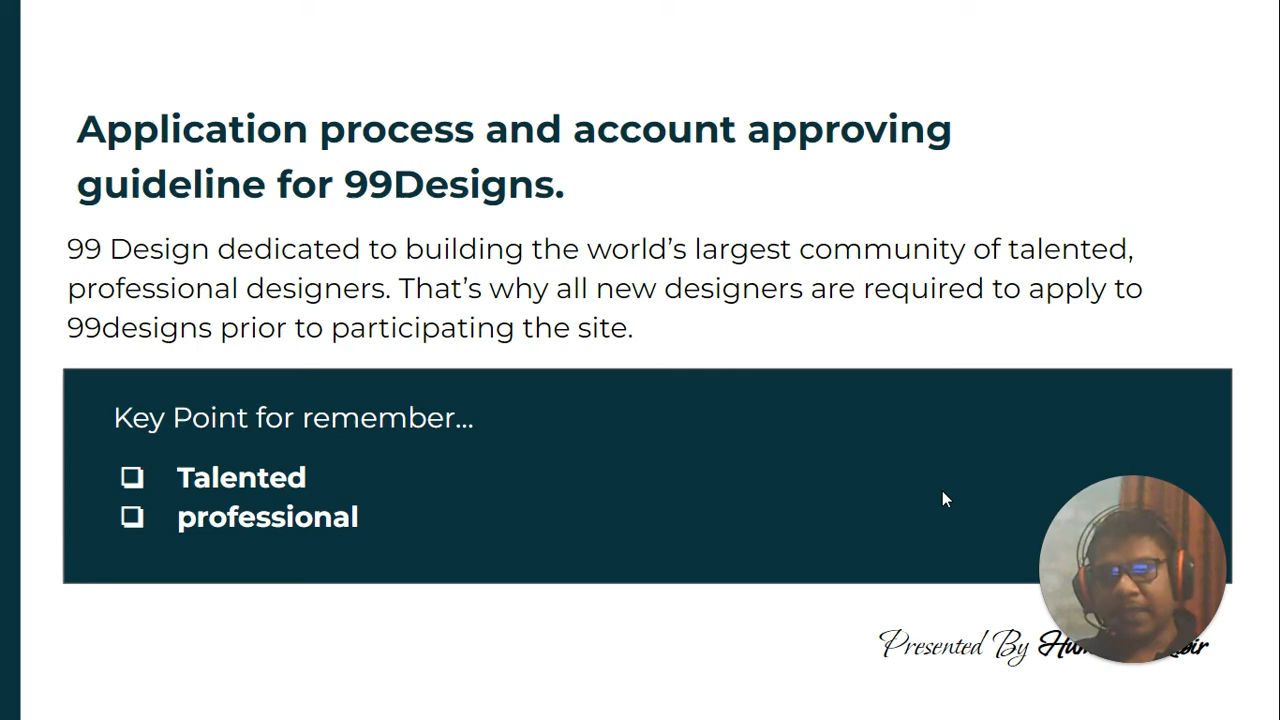 Application process and account approving
guideline for 99Designs.
99 Design dedicated to building the world’s largest community of talented,
professional designers. That’s why all new designers are required to apply to
99designs prior to participating the site.
Key Point for remember...
❏ Talented
❏ professional
Presented By